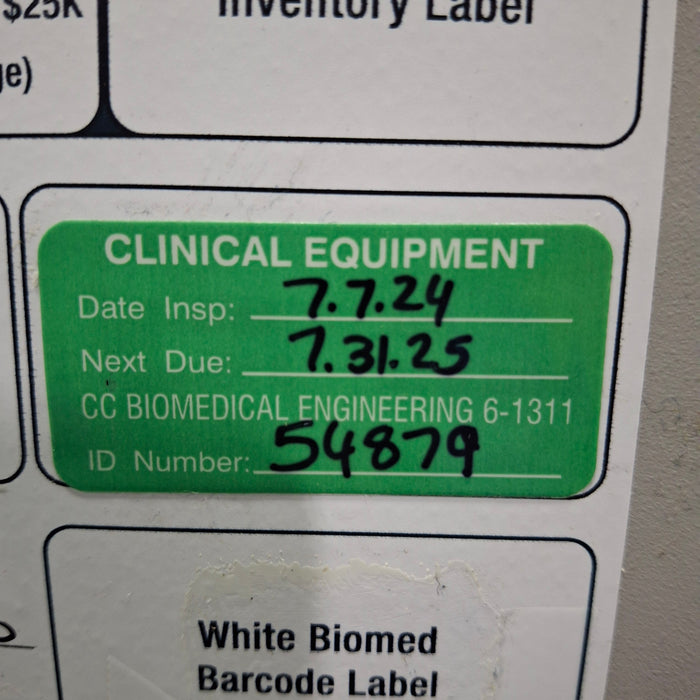 $25K
Inventory Label
CLINICAL EQUIPMENT
Date Insp: 7.7.24
Next Due: 7.31.25
CC BIOMEDICAL ENGINEERING 6-1311
ID Number: 54879
White Biomed
Barcode Label